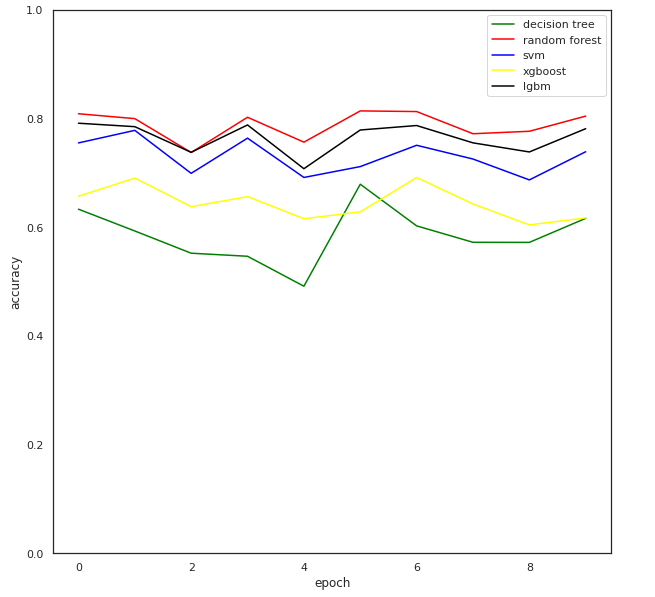 1.0
0.8
0.6
0.4
0.2
0.0
accuracy
decision tree
random forest
svm
xgboost
lgbm
0 2 4 6 8
epoch